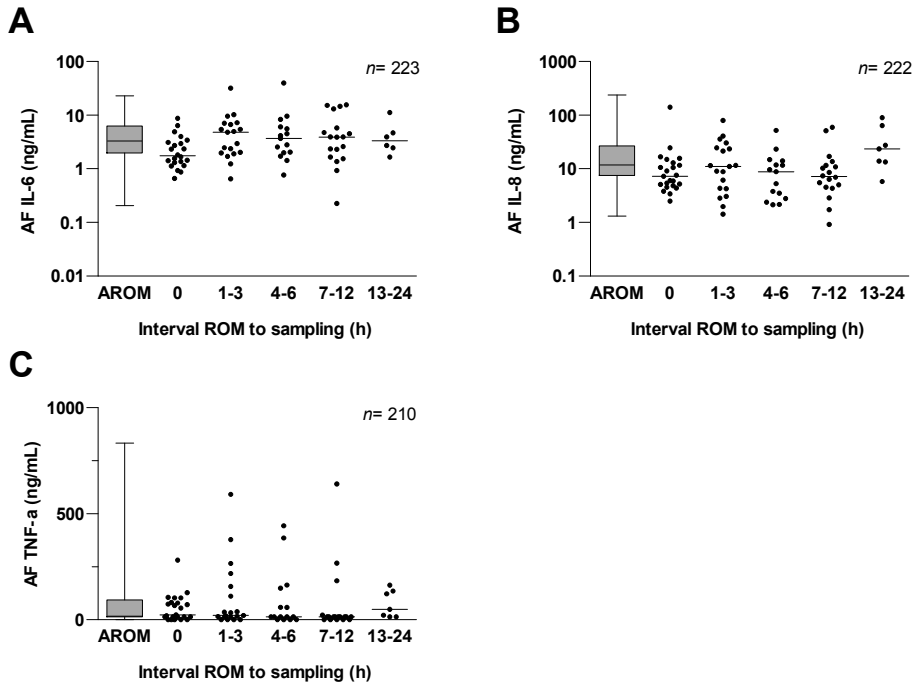 A
n= 223
AF IL-6 (ng/mL)
100
10
1
0.1
0.01
AROM 0 1-3 4-6 7-12 13-24
Interval ROM to sampling (h)
B
n= 222
AF IL-8 (ng/mL)
1000
100
10
1
0.1
AROM 0 1-3 4-6 7-12 13-24
Interval ROM to sampling (h)
C
n= 210
AF TNF-a (ng/mL)
1000
500
0
AROM 0 1-3 4-6 7-12 13-24
Interval ROM to sampling (h)